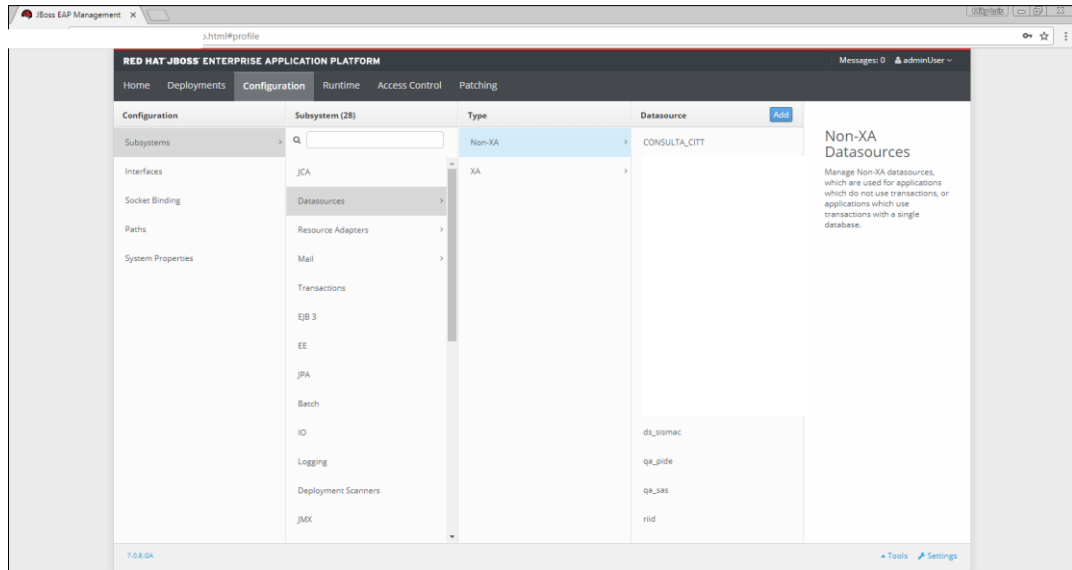 JBoss EAP Management
s.html#profile
RED HAT JBOSS ENTERPRISE APPLICATION PLATFORM
Messages: 0 adminUser
Home Deployments Configuration Runtime Access Control Patching
Configuration
Subsystems
Interfaces
Socket Binding
Paths
System Properties
Subsystem (28)
JCA
Datasources
Resource Adapters
Mail
Transactions
EJB 3
EE
JPA
Batch
IO
Logging
Deployment Scanners
JMX
Type
Non-XA
XA
Datasource Add
CONSULTA_CITT
ds_sismac
qa_pide
qa_sas
riid
Non-XA
Datasources
Manage Non-XA datasources,
which are used for applications
which do not use transactions, or
applications which use
transactions with a single
database.
7.0.8.GA
Tools Settings